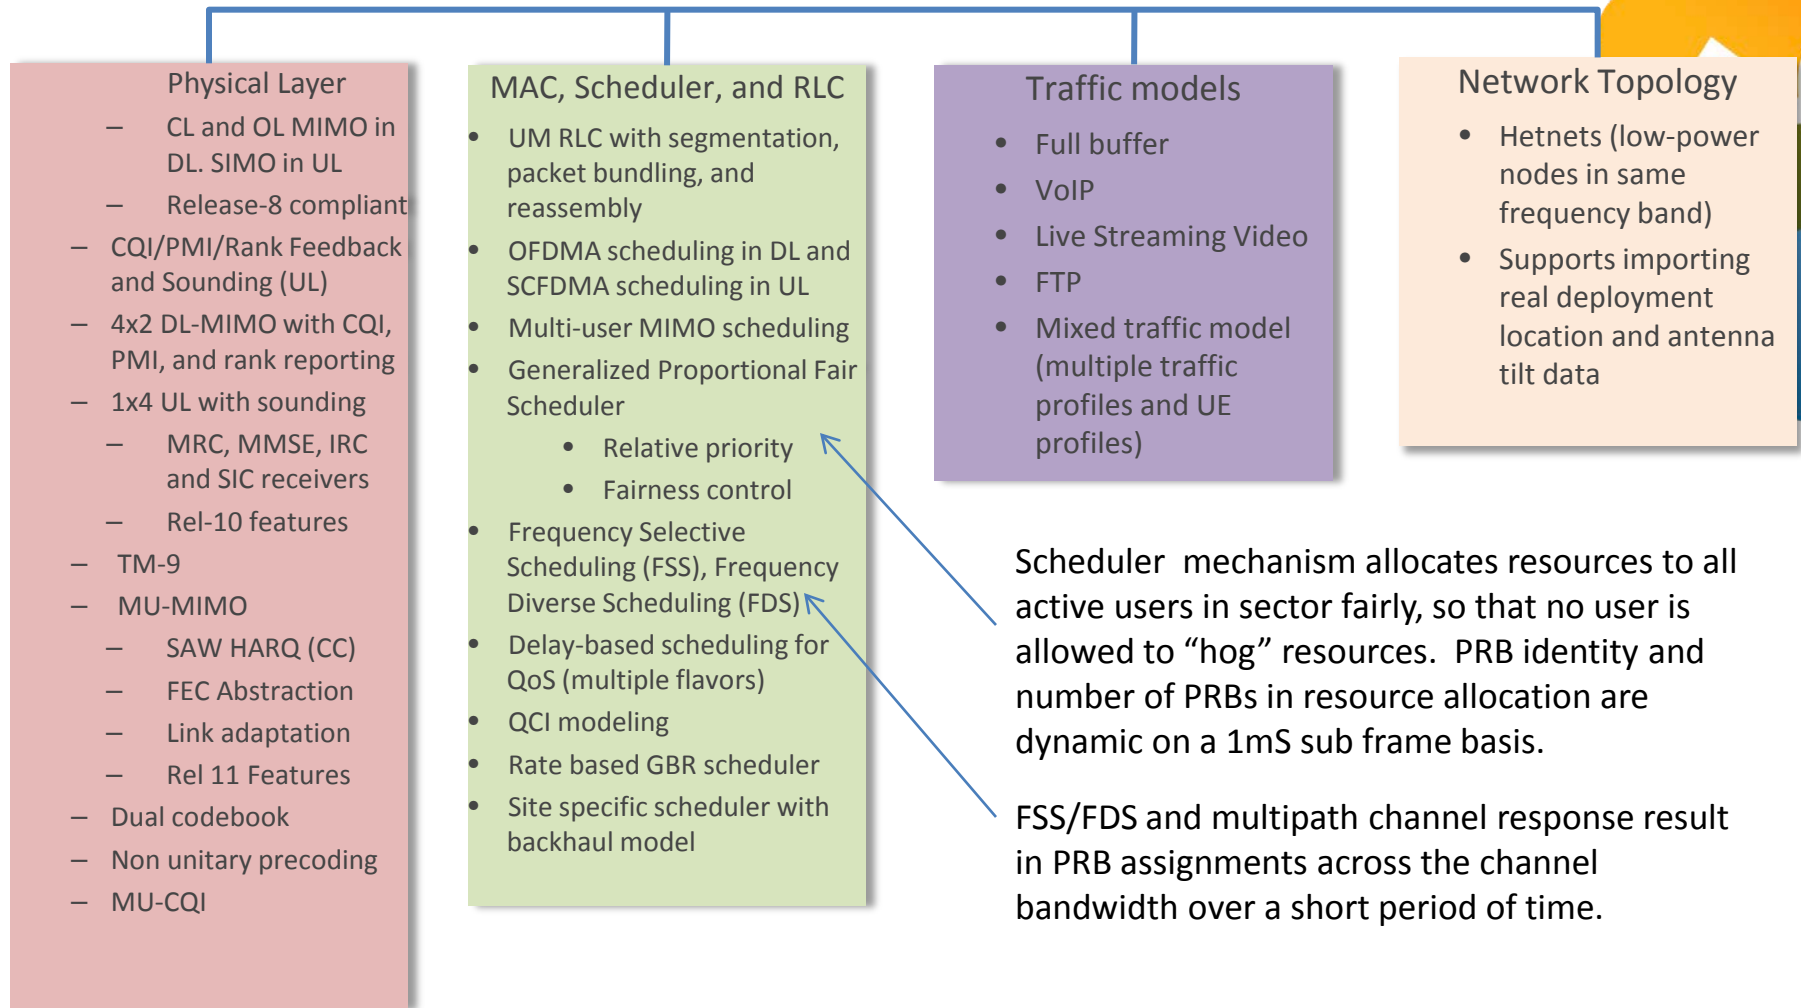 Physical Layer
– CL and OL MIMO in
DL. SIMO in UL
– Release-8 compliant
– CQI/PMI/Rank Feedback
and Sounding (UL)
– 4x2 DL-MIMO with CQI,
PMI, and rank reporting
– 1x4 UL with sounding
– MRC, MMSE, IRC
and SIC receivers
– Rel-10 features
– TM-9
– MU-MIMO
– SAW HARQ (CC)
– FEC Abstraction
– Link adaptation
– Rel 11 Features
– Dual codebook
– Non unitary precoding
– MU-CQI
MAC, Scheduler, and RLC
• UM RLC with segmentation,
packet bundling, and
reassembly
• OFDMA scheduling in DL and
SCFDMA scheduling in UL
• Multi-user MIMO scheduling
• Generalized Proportional Fair
Scheduler
• Relative priority
• Fairness control
• Frequency Selective
Scheduling (FSS), Frequency
Diverse Scheduling (FDS)
• Delay-based scheduling for
QoS (multiple flavors)
• QCI modeling
• Rate based GBR scheduler
• Site specific scheduler with
backhaul model
Traffic models
• Full buffer
• VoIP
• Live Streaming Video
• FTP
• Mixed traffic model
(multiple traffic
profiles and UE
profiles)
Network Topology
• Hetnets (low-power
nodes in same
frequency band)
• Supports importing
real deployment
location and antenna
tilt data
Scheduler mechanism allocates resources to all
active users in sector fairly, so that no user is
allowed to “hog” resources. PRB identity and
number of PRBs in resource allocation are
dynamic on a 1mS sub frame basis.
FSS/FDS and multipath channel response result
in PRB assignments across the channel
bandwidth over a short period of time.